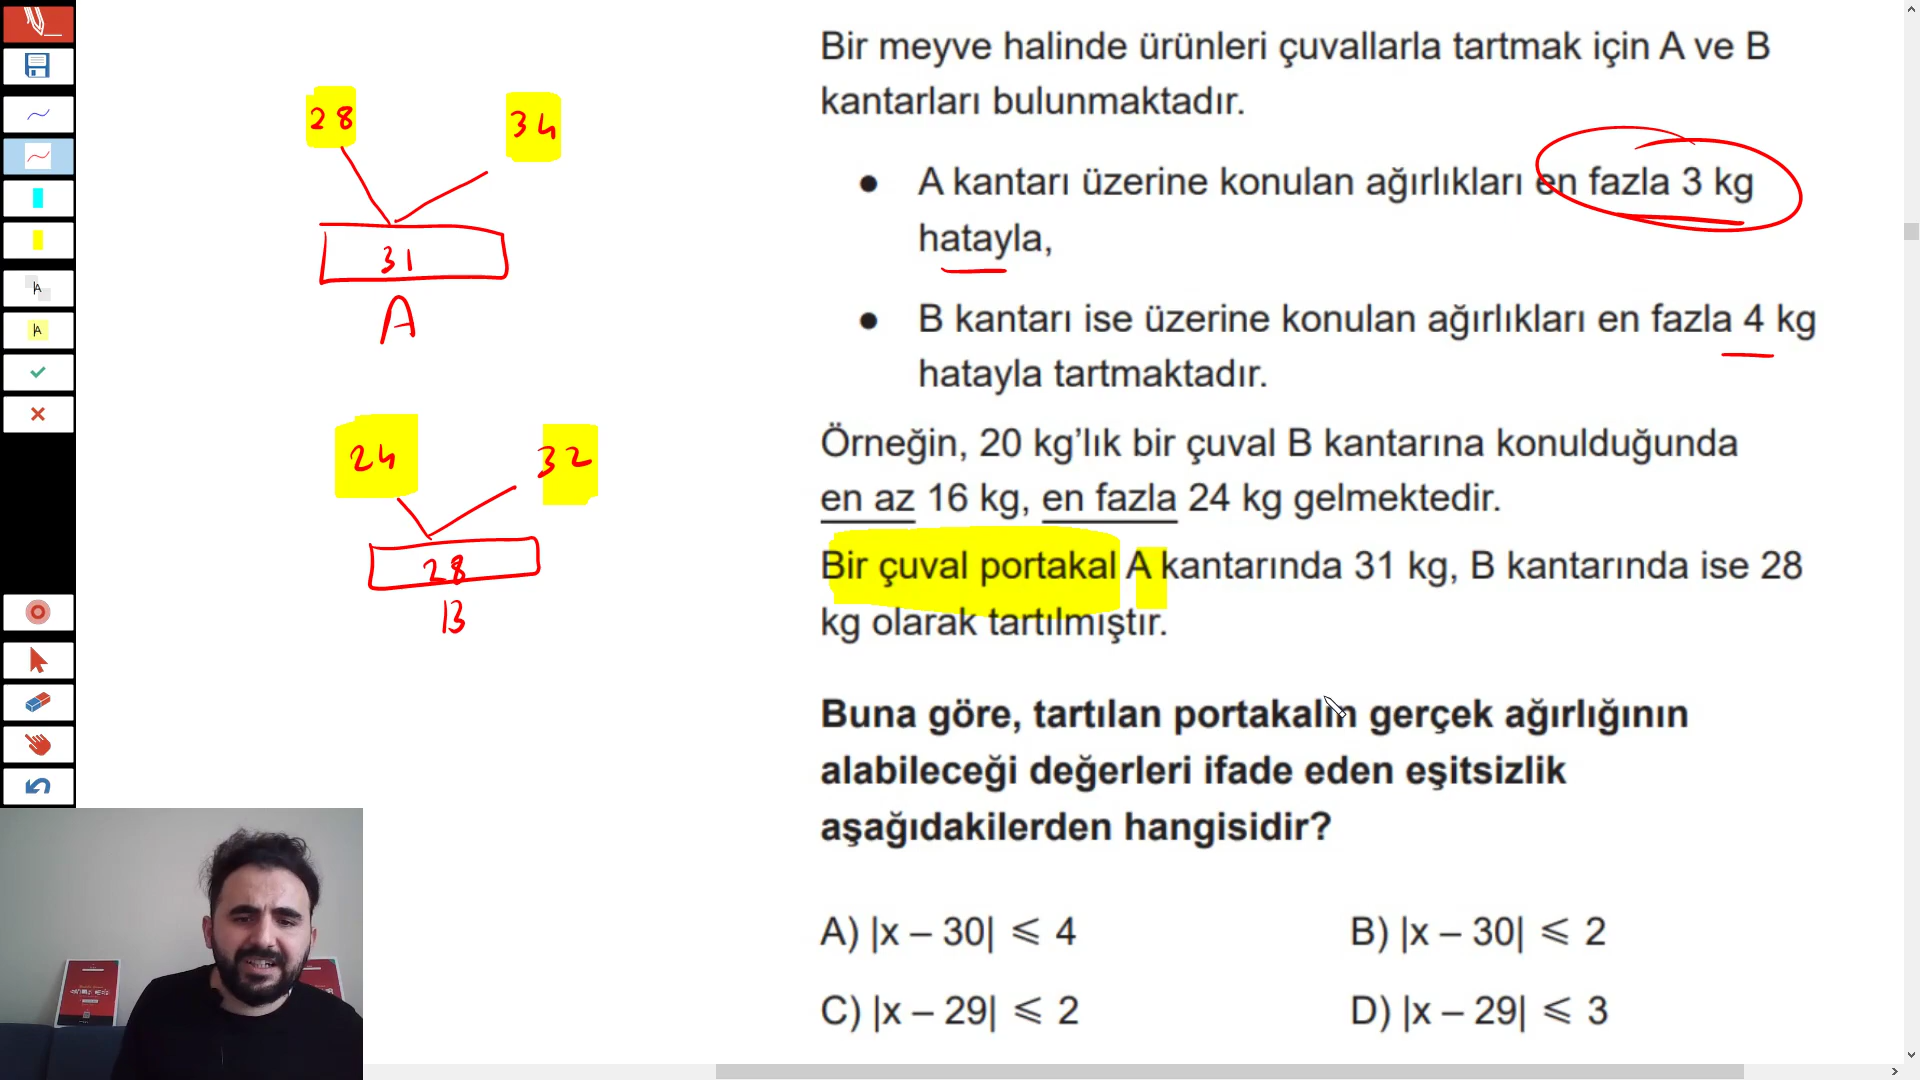 Bir meyve halinde ürünleri çuvallarla tartmak için A ve B
kantarları bulunmaktadır.
● A kantarı üzerine konulan ağırlıkları en fazla 3 kg
hatayla,
● B kantarı ise üzerine konulan ağırlıkları en fazla 4 kg
hatayla tartmaktadır.
Örneğin, 20 kg’lık bir çuval B kantarına konulduğunda
en az 16 kg, en fazla 24 kg gelmektedir.
Bir çuval portakal A kantarında 31 kg, B kantarında ise 28
kg olarak tartılmıştır.
Buna göre, tartılan portakalın gerçek ağırlığının
alabileceği değerleri ifade eden eşitsizlik
aşağıdakilerden hangisidir?
A) |x – 30| ⩽ 4
B) |x – 30| ⩽ 2
C) |x – 29| ⩽ 2
D) |x – 29| ⩽ 3
28
34
31
A
24
32
28
B
A
A